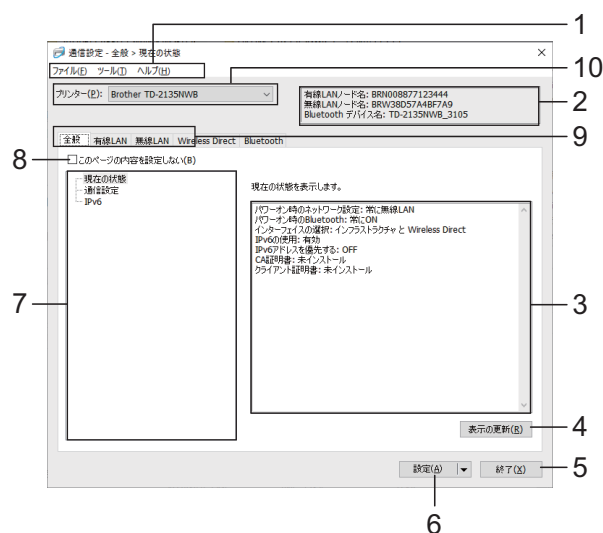 1
通信設定 - 全般 > 現在の状態
ファイル(F) ツール(T) ヘルプ(H)
10
プリンター(P): Brother TD-2135NWB
有線LANノード名: BRN008877123444
無線LANノード名: BRW38D57A4BF7A9
Bluetooth デバイス名: TD-2135NWB_3105
2
全般 有線LAN 無線LAN Wireless Direct Bluetooth
9
8
このページの内容を設定しない(B)
現在の状態
通信設定
IPv6
7
現在の状態を表示します。
パワーオン時のネットワーク設定: 常に無線LAN
パワーオン時のBluetooth: 常にON
インターフェイスの選択: インフラストラクチャ と Wireless Direct
IPv6の使用: 有効
IPv6アドレスを優先する: OFF
CA証明書: 未インストール
クライアント証明書: 未インストール
3
表示の更新(R)
4
設定(A)
終了(X)
5
6